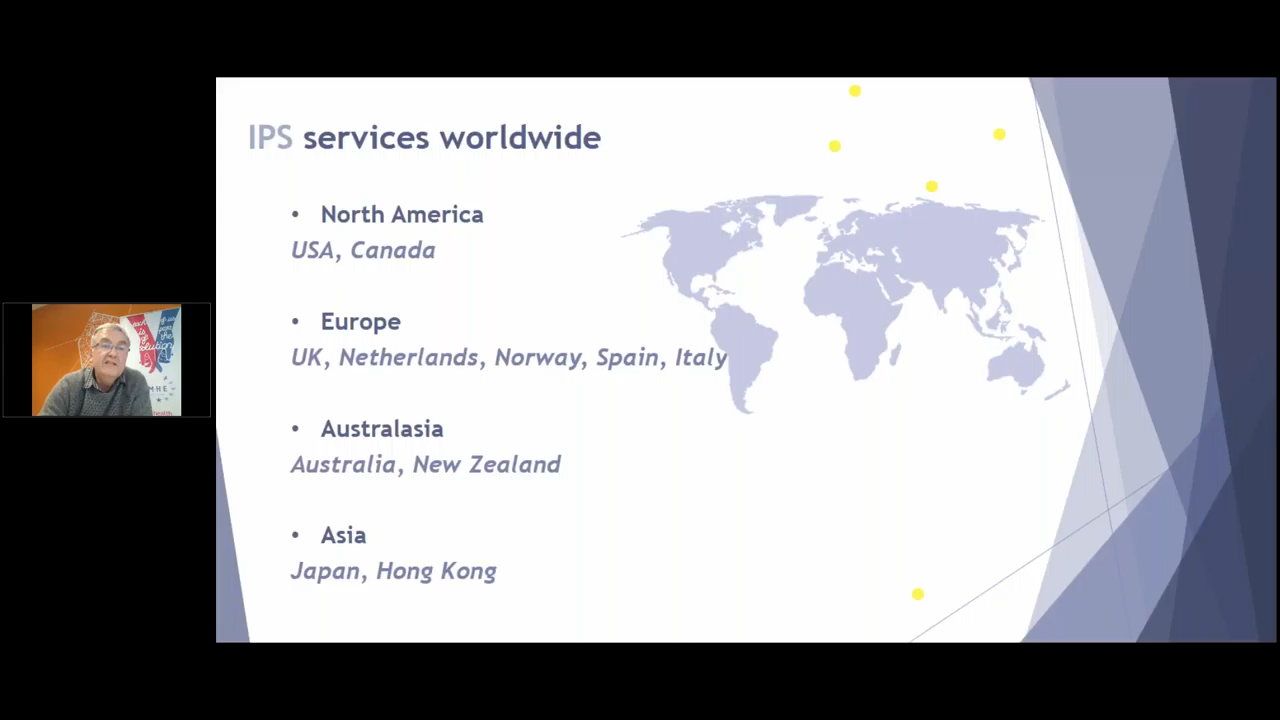 IPS services worldwide
• North America
USA, Canada
• Europe
UK, Netherlands, Norway, Spain, Italy
• Australasia
Australia, New Zealand
• Asia
Japan, Hong Kong